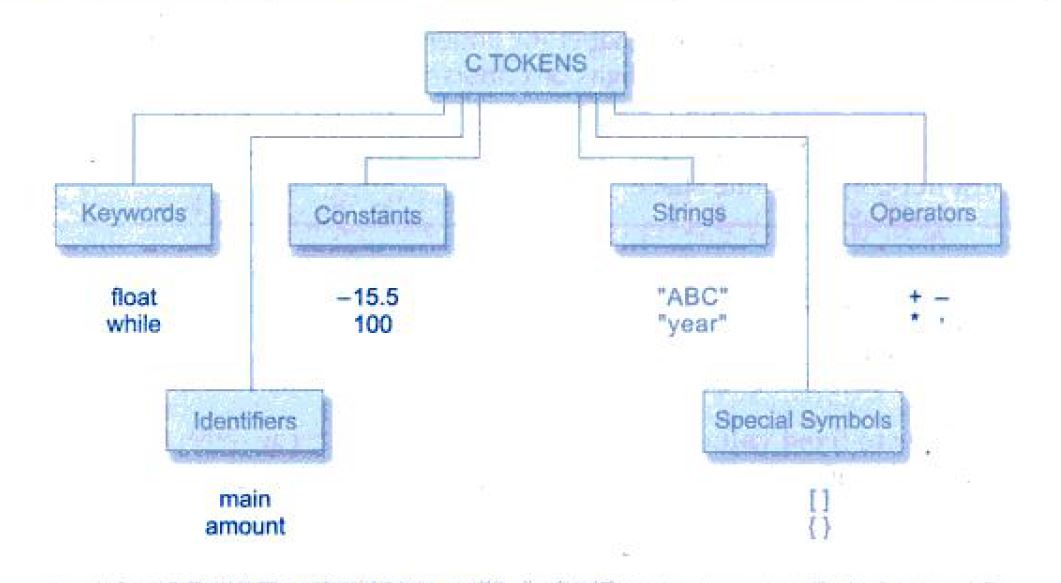 C TOKENS
Keywords
Constants
Strings
Operators
float
while
–15.5
100
"ABC"
"year"
+ –
*
Identifiers
Special Symbols
main
amount
[ ]
{ }